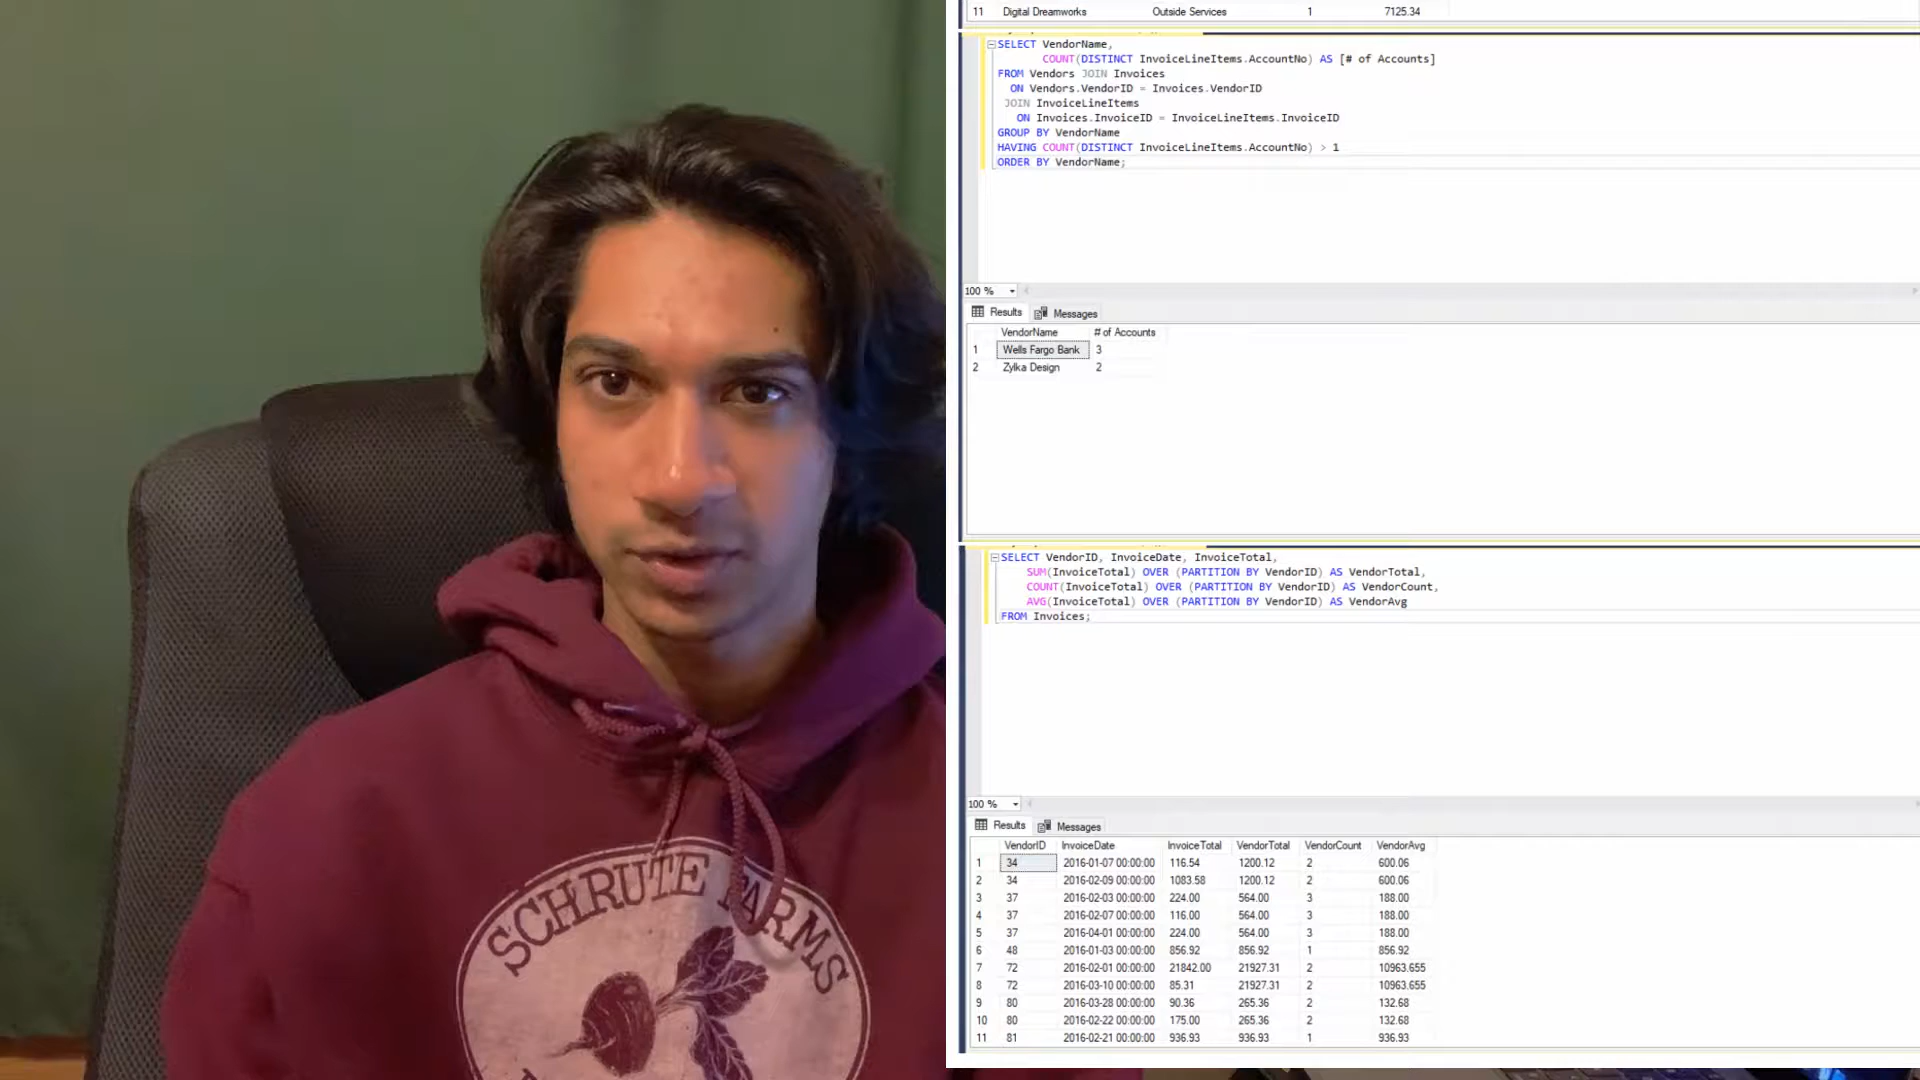 11 Digital Dreamworks Outside Services 1 7125.34
SELECT VendorName,
COUNT(DISTINCT InvoiceLineItems.AccountNo) AS [# of Accounts]
FROM Vendors JOIN Invoices
ON Vendors.VendorID = Invoices.VendorID
JOIN InvoiceLineItems
ON Invoices.InvoiceID = InvoiceLineItems.InvoiceID
GROUP BY VendorName
HAVING COUNT(DISTINCT InvoiceLineItems.AccountNo) > 1
ORDER BY VendorName;
100 %
Results Messages
VendorName # of Accounts
1 Wells Fargo Bank 3
2 Zylka Design 2
SELECT VendorID, InvoiceDate, InvoiceTotal,
SUM(InvoiceTotal) OVER (PARTITION BY VendorID) AS VendorTotal,
COUNT(InvoiceTotal) OVER (PARTITION BY VendorID) AS VendorCount,
AVG(InvoiceTotal) OVER (PARTITION BY VendorID) AS VendorAvg
FROM Invoices;
100 %
Results Messages
VendorID InvoiceDate InvoiceTotal VendorTotal VendorCount VendorAvg
1 34 2016-01-07 00:00:00 116.54 1200.12 2 600.06
2 34 2016-02-09 00:00:00 1083.58 1200.12 2 600.06
3 37 2016-02-03 00:00:00 224.00 564.00 3 188.00
4 37 2016-02-07 00:00:00 116.00 564.00 3 188.00
5 37 2016-04-01 00:00:00 224.00 564.00 3 188.00
6 48 2016-01-03 00:00:00 856.92 856.92 1 856.92
7 72 2016-02-01 00:00:00 21842.00 21927.31 2 10963.655
8 72 2016-03-10 00:00:00 85.31 21927.31 2 10963.655
9 80 2016-03-28 00:00:00 90.36 265.36 2 132.68
10 80 2016-02-22 00:00:00 175.00 265.36 2 132.68
11 81 2016-02-21 00:00:00 936.93 936.93 1 936.93
SCHRUTE FARMS